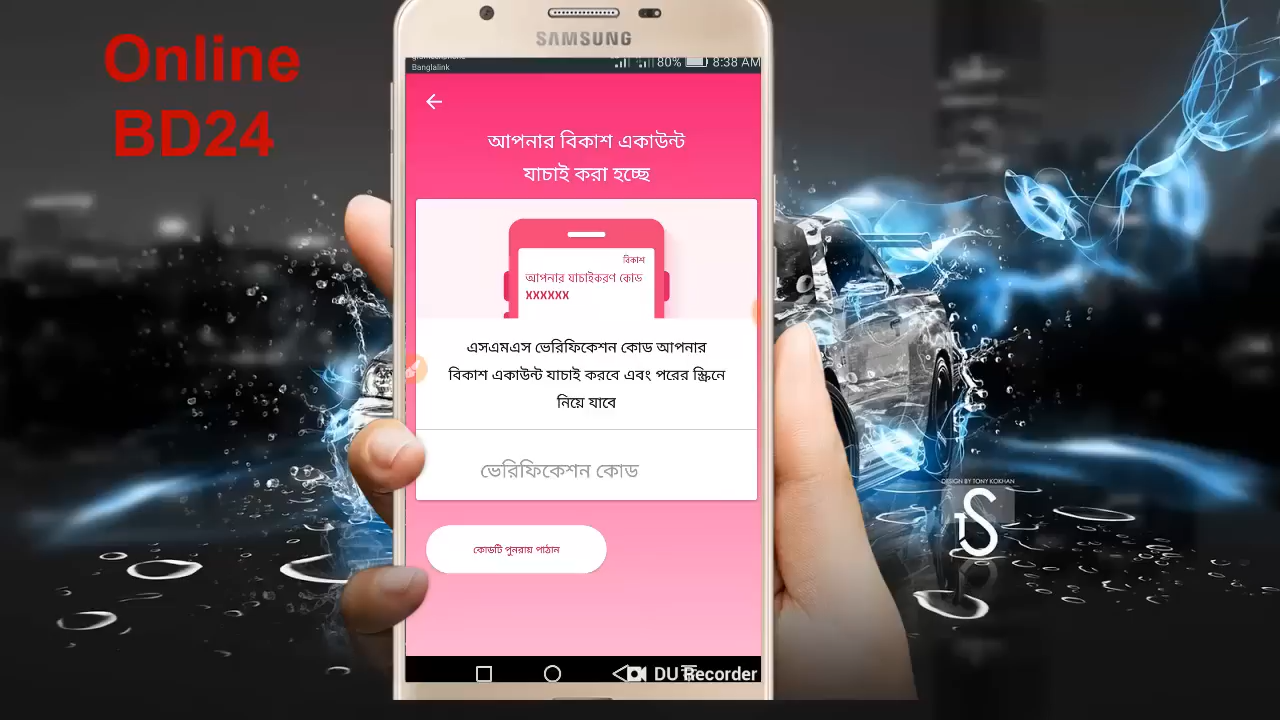 Online
BD24
SAMSUNG
Banglalink
80% 8:38 AM
আপনার বিকাশ একাউন্ট
যাচাই করা হচ্ছে
বিকাশ
আপনার যাচাইকরণ কোড
XXXXXX
এসএমএস ভেরিফিকেশন কোড আপনার
বিকাশ একাউন্ট যাচাই করবে এবং পরের স্ক্রিনে
নিয়ে যাবে
ভেরিফিকেশন কোড
কোডটি পুনরায় পাঠান
DESIGN BY TONY KOKHAN
DU Recorder